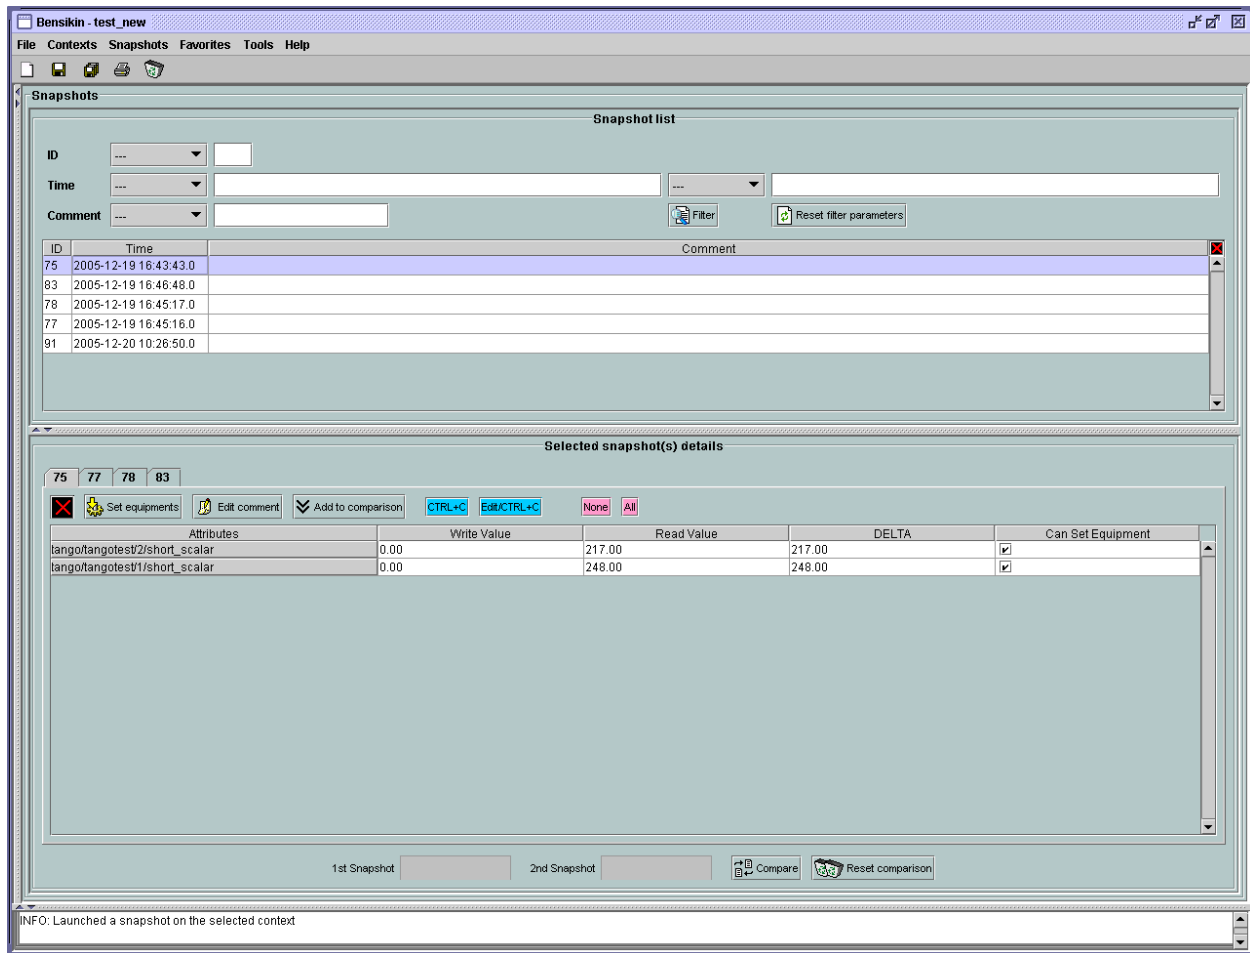 Bensikin - test_new
File Contexts Snapshots Favorites Tools Help
Snapshots
Snapshot list
ID ---
Time --- ---
Comment --- Filter Reset filter parameters
ID Time Comment
75 2005-12-19 16:43:43.0
83 2005-12-19 16:46:48.0
78 2005-12-19 16:45:17.0
77 2005-12-19 16:45:16.0
91 2005-12-20 10:26:50.0
Selected snapshot(s) details
75 77 78 83
Set equipments Edit comment Add to comparison CTRL+C Edit/CTRL+C None All
Attributes Write Value Read Value DELTA Can Set Equipment
tango/tangotest/2/short_scalar 0.00 217.00 217.00
tango/tangotest/1/short_scalar 0.00 248.00 248.00
1st Snapshot 2nd Snapshot Compare Reset comparison
INFO: Launched a snapshot on the selected context